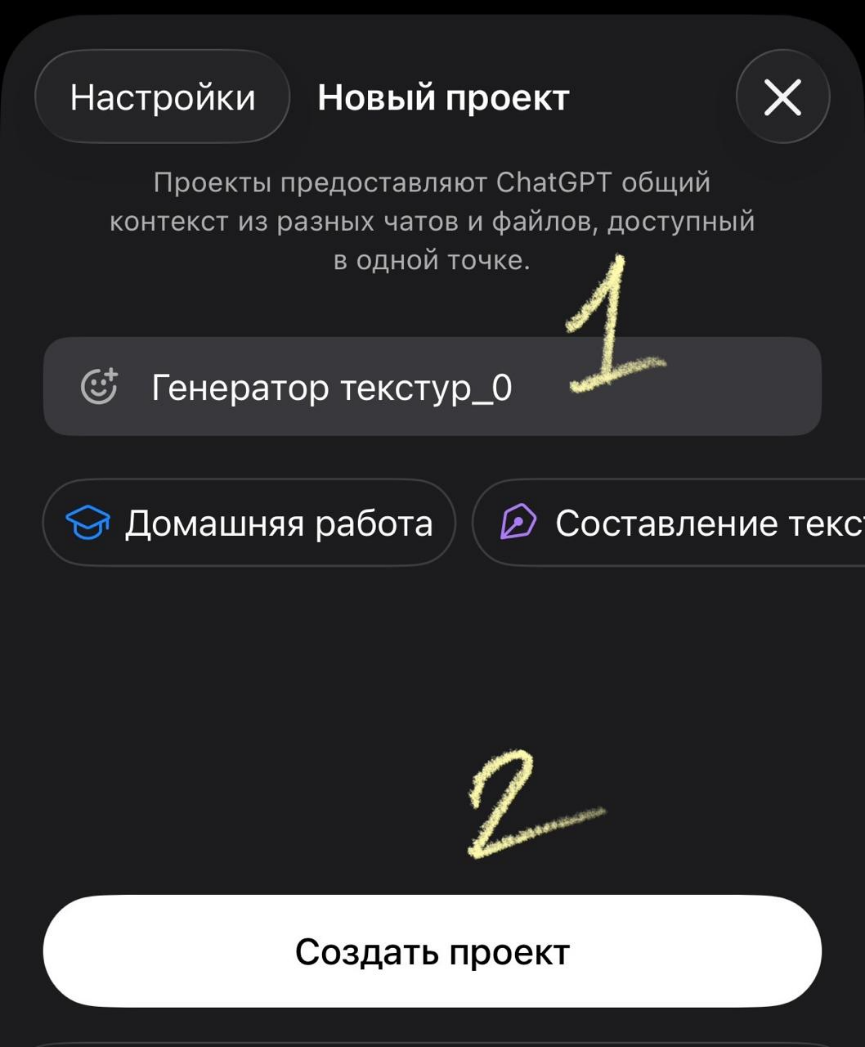 Настройки Новый проект
Проекты предоставляют ChatGPT общий
контекст из разных чатов и файлов, доступный
в одной точке.
1
Генератор текстур_0
Домашняя работа Составление текс
2
Создать проект